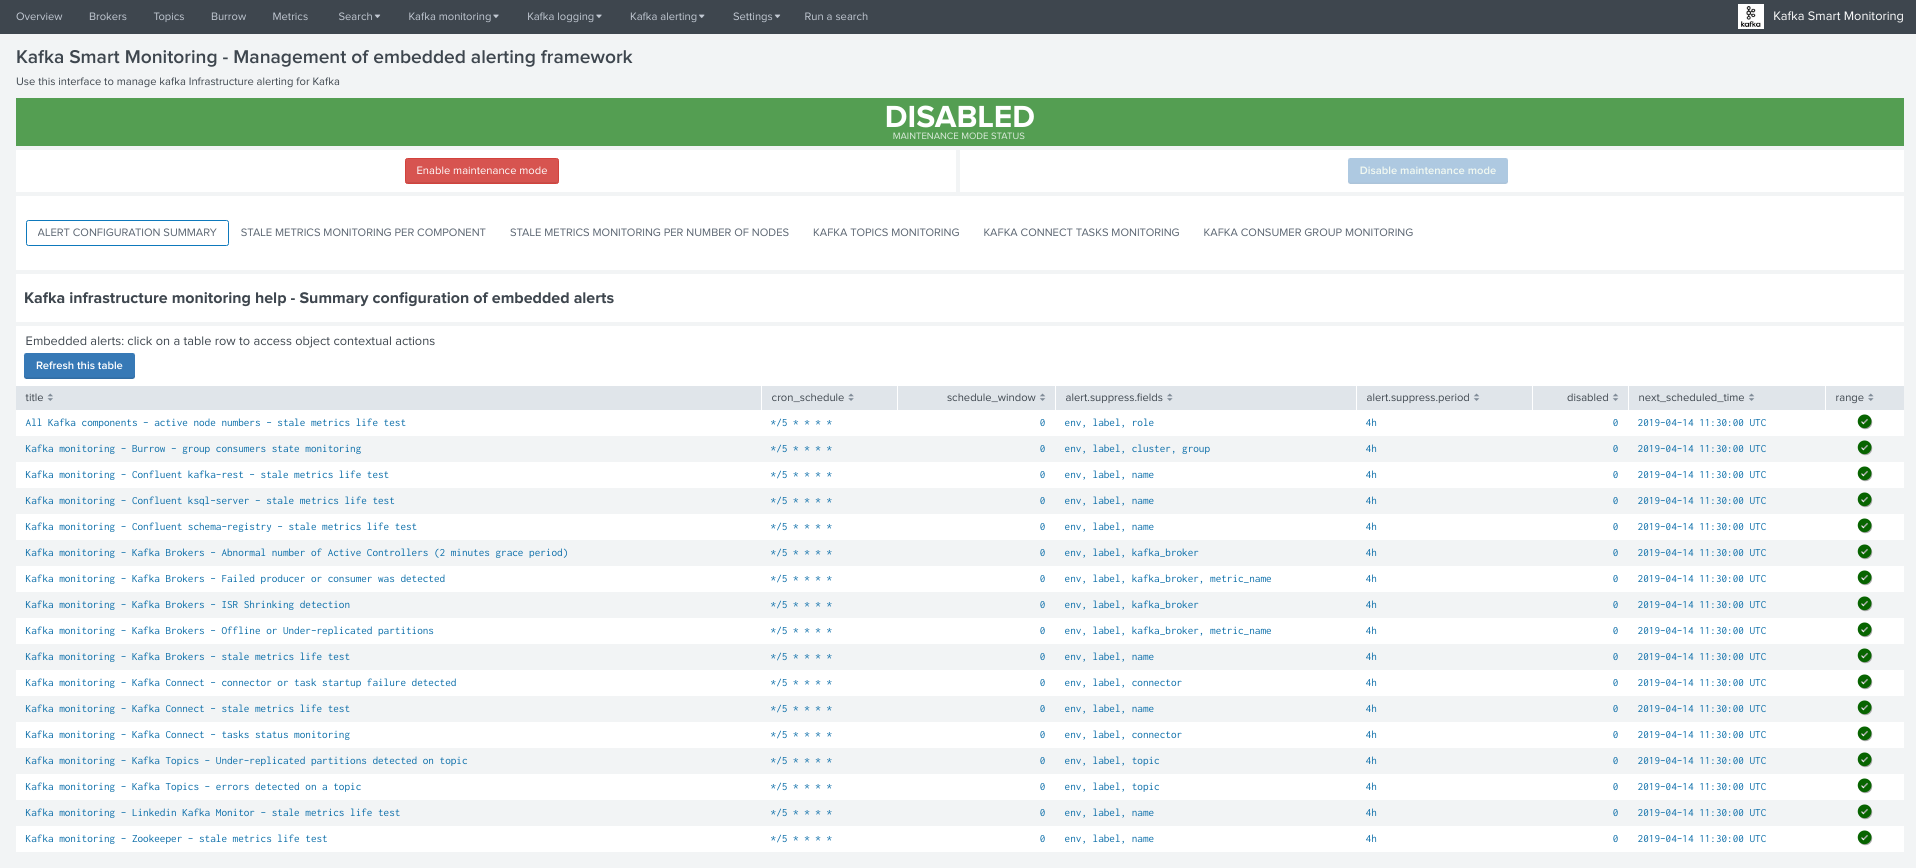 Overview Brokers Topics Burrow Metrics Search Kafka monitoring Kafka logging Kafka alerting Settings Run a search kafka Kafka Smart Monitoring
Kafka Smart Monitoring - Management of embedded alerting framework
Use this interface to manage kafka Infrastructure alerting for Kafka
DISABLED
MAINTENANCE MODE STATUS
Enable maintenance mode Disable maintenance mode
ALERT CONFIGURATION SUMMARY STALE METRICS MONITORING PER COMPONENT STALE METRICS MONITORING PER NUMBER OF NODES KAFKA TOPICS MONITORING KAFKA CONNECT TASKS MONITORING KAFKA CONSUMER GROUP MONITORING
Kafka infrastructure monitoring help - Summary configuration of embedded alerts
Embedded alerts: click on a table row to access object contextual actions
Refresh this table
title cron_schedule schedule_window alert.suppress.fields alert.suppress.period disabled next_scheduled_time range
All Kafka components - active node numbers - stale metrics life test */5 * * * * 0 env, label, role 4h 0 2019-04-14 11:30:00 UTC
Kafka monitoring - Burrow - group consumers state monitoring */5 * * * * 0 env, label, cluster, group 4h 0 2019-04-14 11:30:00 UTC
Kafka monitoring - Confluent kafka-rest - stale metrics life test */5 * * * * 0 env, label, name 4h 0 2019-04-14 11:30:00 UTC
Kafka monitoring - Confluent ksql-server - stale metrics life test */5 * * * * 0 env, label, name 4h 0 2019-04-14 11:30:00 UTC
Kafka monitoring - Confluent schema-registry - stale metrics life test */5 * * * * 0 env, label, name 4h 0 2019-04-14 11:30:00 UTC
Kafka monitoring - Kafka Brokers - Abnormal number of Active Controllers (2 minutes grace period) */5 * * * * 0 env, label, kafka_broker 4h 0 2019-04-14 11:30:00 UTC
Kafka monitoring - Kafka Brokers - Failed producer or consumer was detected */5 * * * * 0 env, label, kafka_broker, metric_name 4h 0 2019-04-14 11:30:00 UTC
Kafka monitoring - Kafka Brokers - ISR Shrinking detection */5 * * * * 0 env, label, kafka_broker 4h 0 2019-04-14 11:30:00 UTC
Kafka monitoring - Kafka Brokers - Offline or Under-replicated partitions */5 * * * * 0 env, label, kafka_broker, metric_name 4h 0 2019-04-14 11:30:00 UTC
Kafka monitoring - Kafka Brokers - stale metrics life test */5 * * * * 0 env, label, name 4h 0 2019-04-14 11:30:00 UTC
Kafka monitoring - Kafka Connect - connector or task startup failure detected */5 * * * * 0 env, label, connector 4h 0 2019-04-14 11:30:00 UTC
Kafka monitoring - Kafka Connect - stale metrics life test */5 * * * * 0 env, label, name 4h 0 2019-04-14 11:30:00 UTC
Kafka monitoring - Kafka Connect - tasks status monitoring */5 * * * * 0 env, label, connector 4h 0 2019-04-14 11:30:00 UTC
Kafka monitoring - Kafka Topics - Under-replicated partitions detected on topic */5 * * * * 0 env, label, topic 4h 0 2019-04-14 11:30:00 UTC
Kafka monitoring - Kafka Topics - errors detected on a topic */5 * * * * 0 env, label, topic 4h 0 2019-04-14 11:30:00 UTC
Kafka monitoring - Linkedin Kafka Monitor - stale metrics life test */5 * * * * 0 env, label, name 4h 0 2019-04-14 11:30:00 UTC
Kafka monitoring - Zookeeper - stale metrics life test */5 * * * * 0 env, label, name 4h 0 2019-04-14 11:30:00 UTC